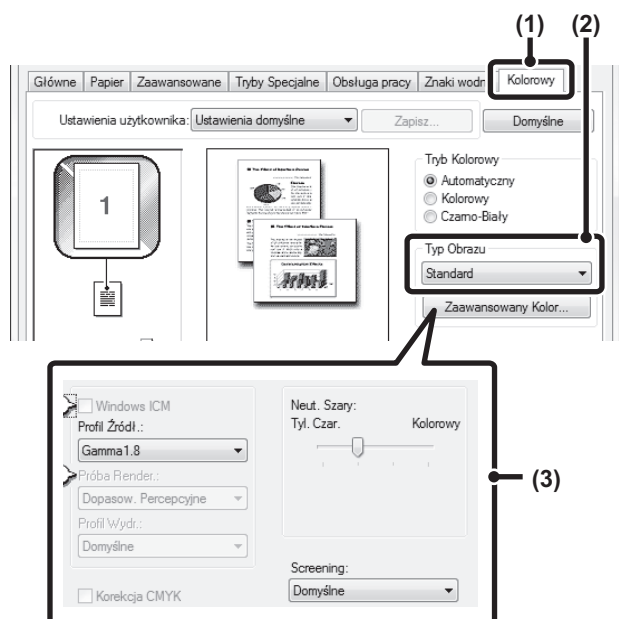 (1) (2)
Główne Papier Zaawansowane Tryby Specjalne Obsługa pracy Znaki wodn Kolorowy
Ustawienia użytkownika: Ustawienia domyślne Zapisz... Domyślne
Tryb Kolorowy
Automatyczny
Kolorowy
Czarno-Biały
1
Typ Obrazu
Standard
Zaawansowany Kolor...
Windows ICM
Profil Źródł.:
Gamma1.8
Próba Render.:
Dopasow. Percepcyjne
Profil Wydr.:
Domyślne
Korekcja CMYK
Neut. Szary:
Tyl. Czar. Kolorowy
Screening:
Domyślne
(3)